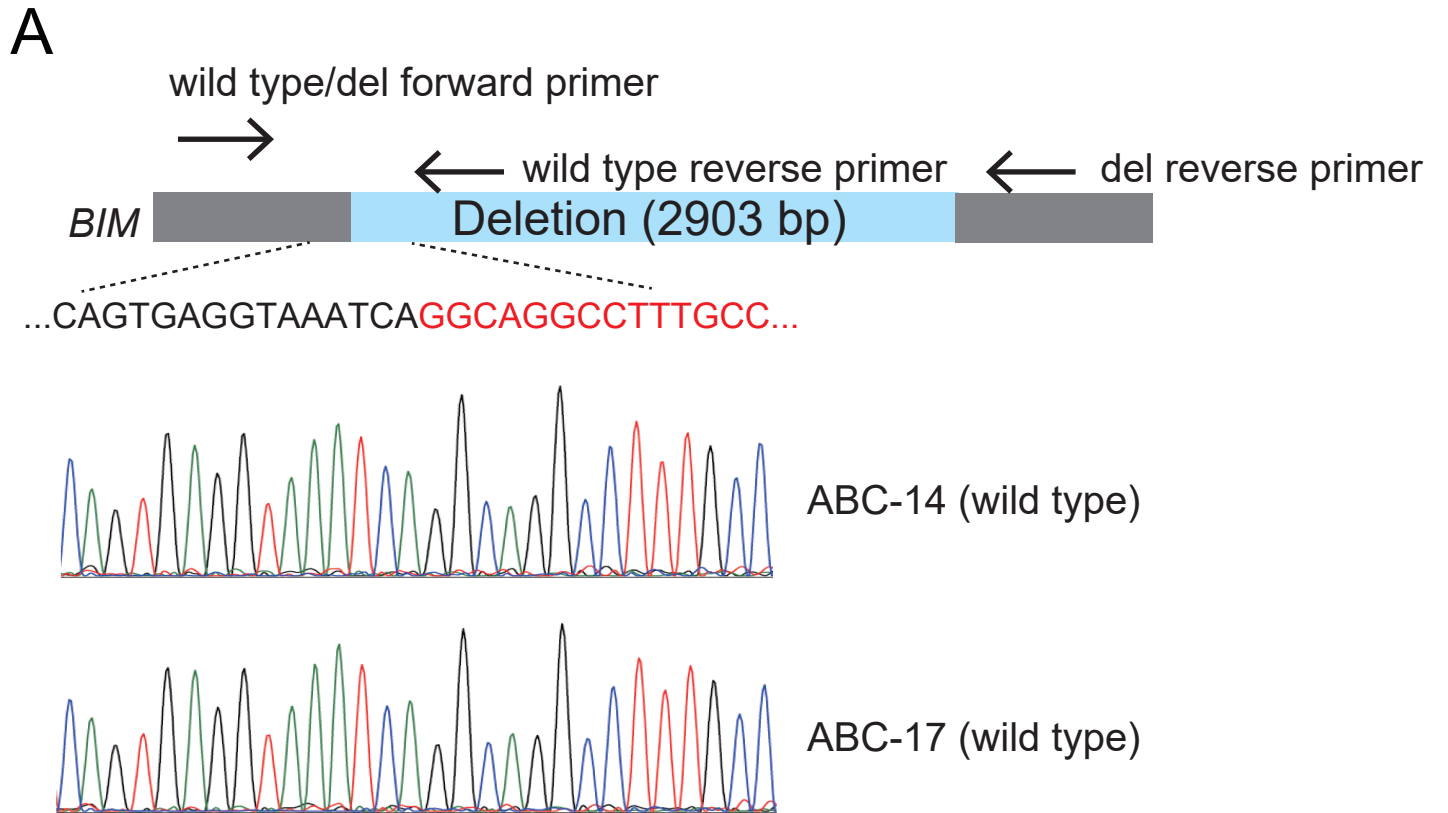 A
wild type/del forward primer
wild type reverse primer
del reverse primer
BIM
Deletion (2903 bp)
...CAGTGAGGTAAATCAGGCAGGCCTTTGCC...
ABC-14 (wild type)
ABC-17 (wild type)